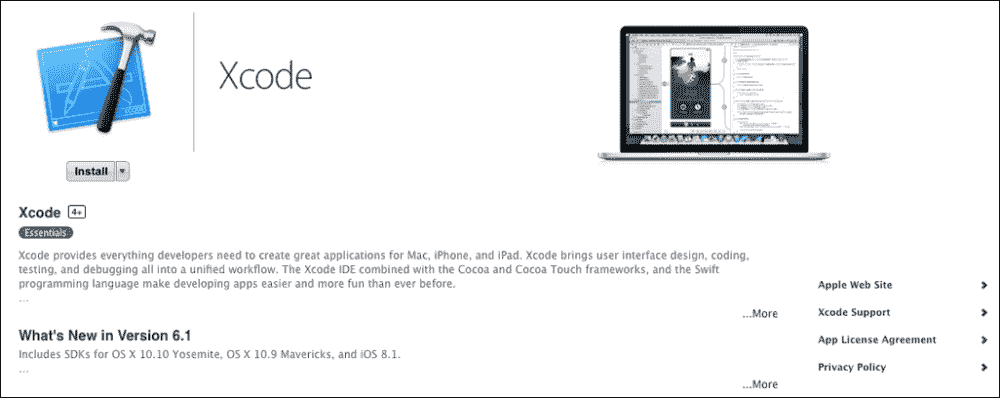 Xcode
Install
Xcode 4+
Essentials
Xcode provides everything developers need to create great applications for Mac, iPhone, and iPad. Xcode brings user interface design, coding,
testing, and debugging all into a unified workflow. The Xcode IDE combined with the Cocoa and Cocoa Touch frameworks, and the Swift
programming language make developing apps easier and more fun than ever before.
...
...More
What's New in Version 6.1
Includes SDKs for OS X 10.10 Yosemite, OS X 10.9 Mavericks, and iOS 8.1.
...
...More
Apple Web Site
Xcode Support
App License Agreement
Privacy Policy